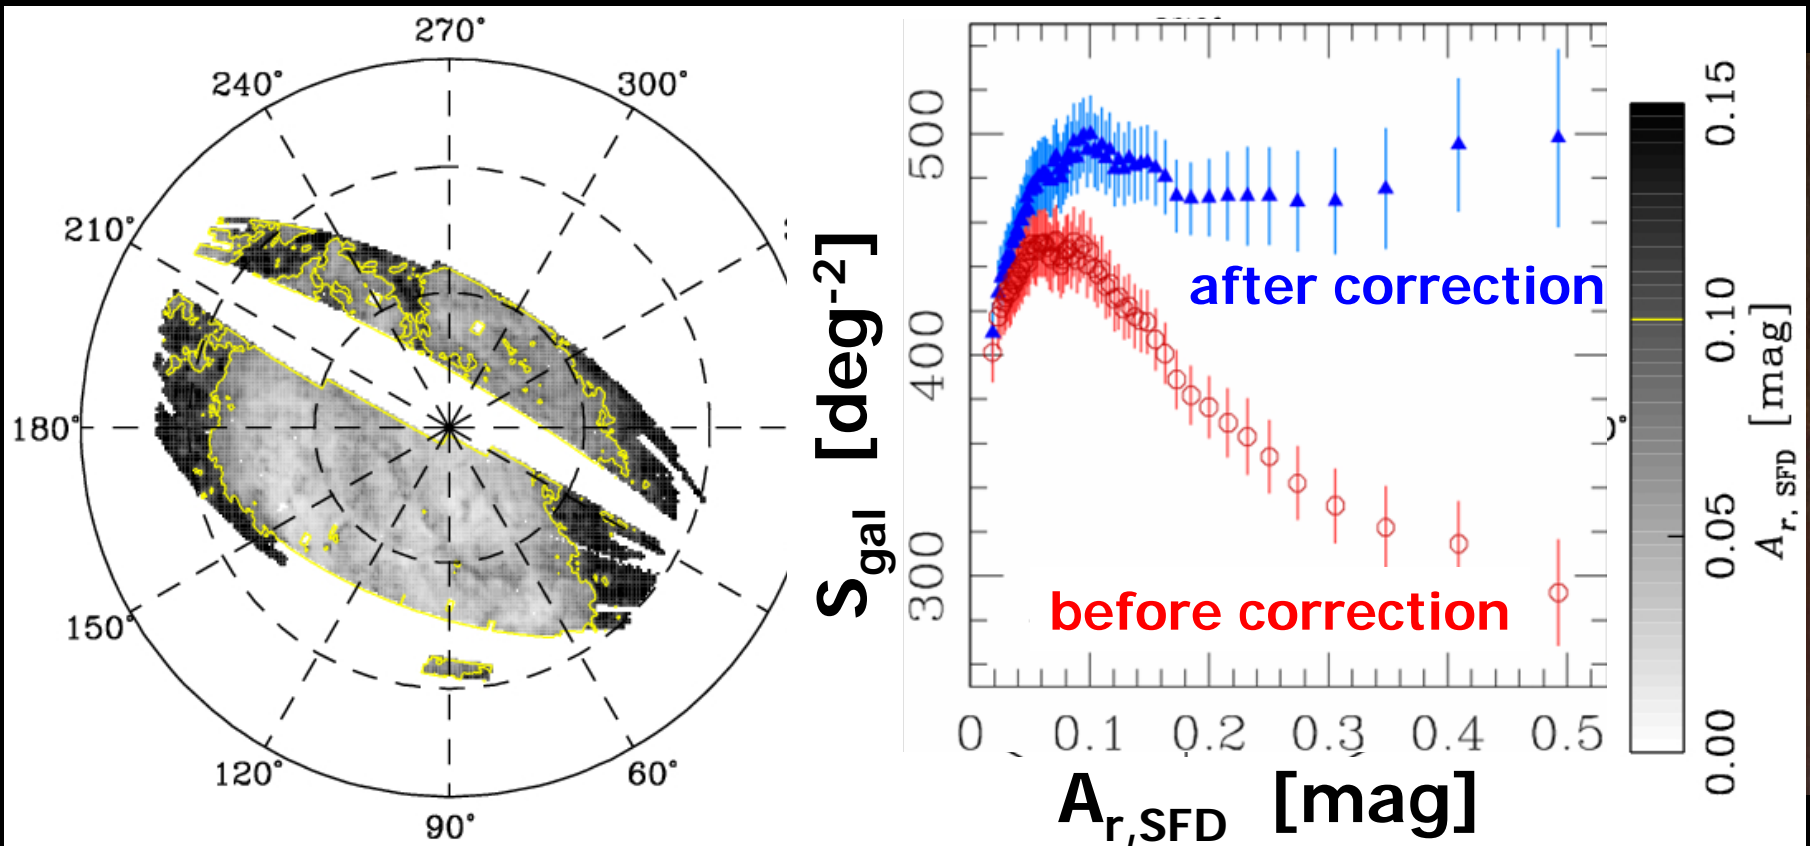 270°
240°
300°
210°
180°
150°
120°
90°
60°
S_gal [deg^-2]
500
400
300
after correction
before correction
0 0.1 0.2 0.3 0.4 0.5
A_r,SFD [mag]
0.15
0.10
0.05
0.00
A_r, SFD [mag]